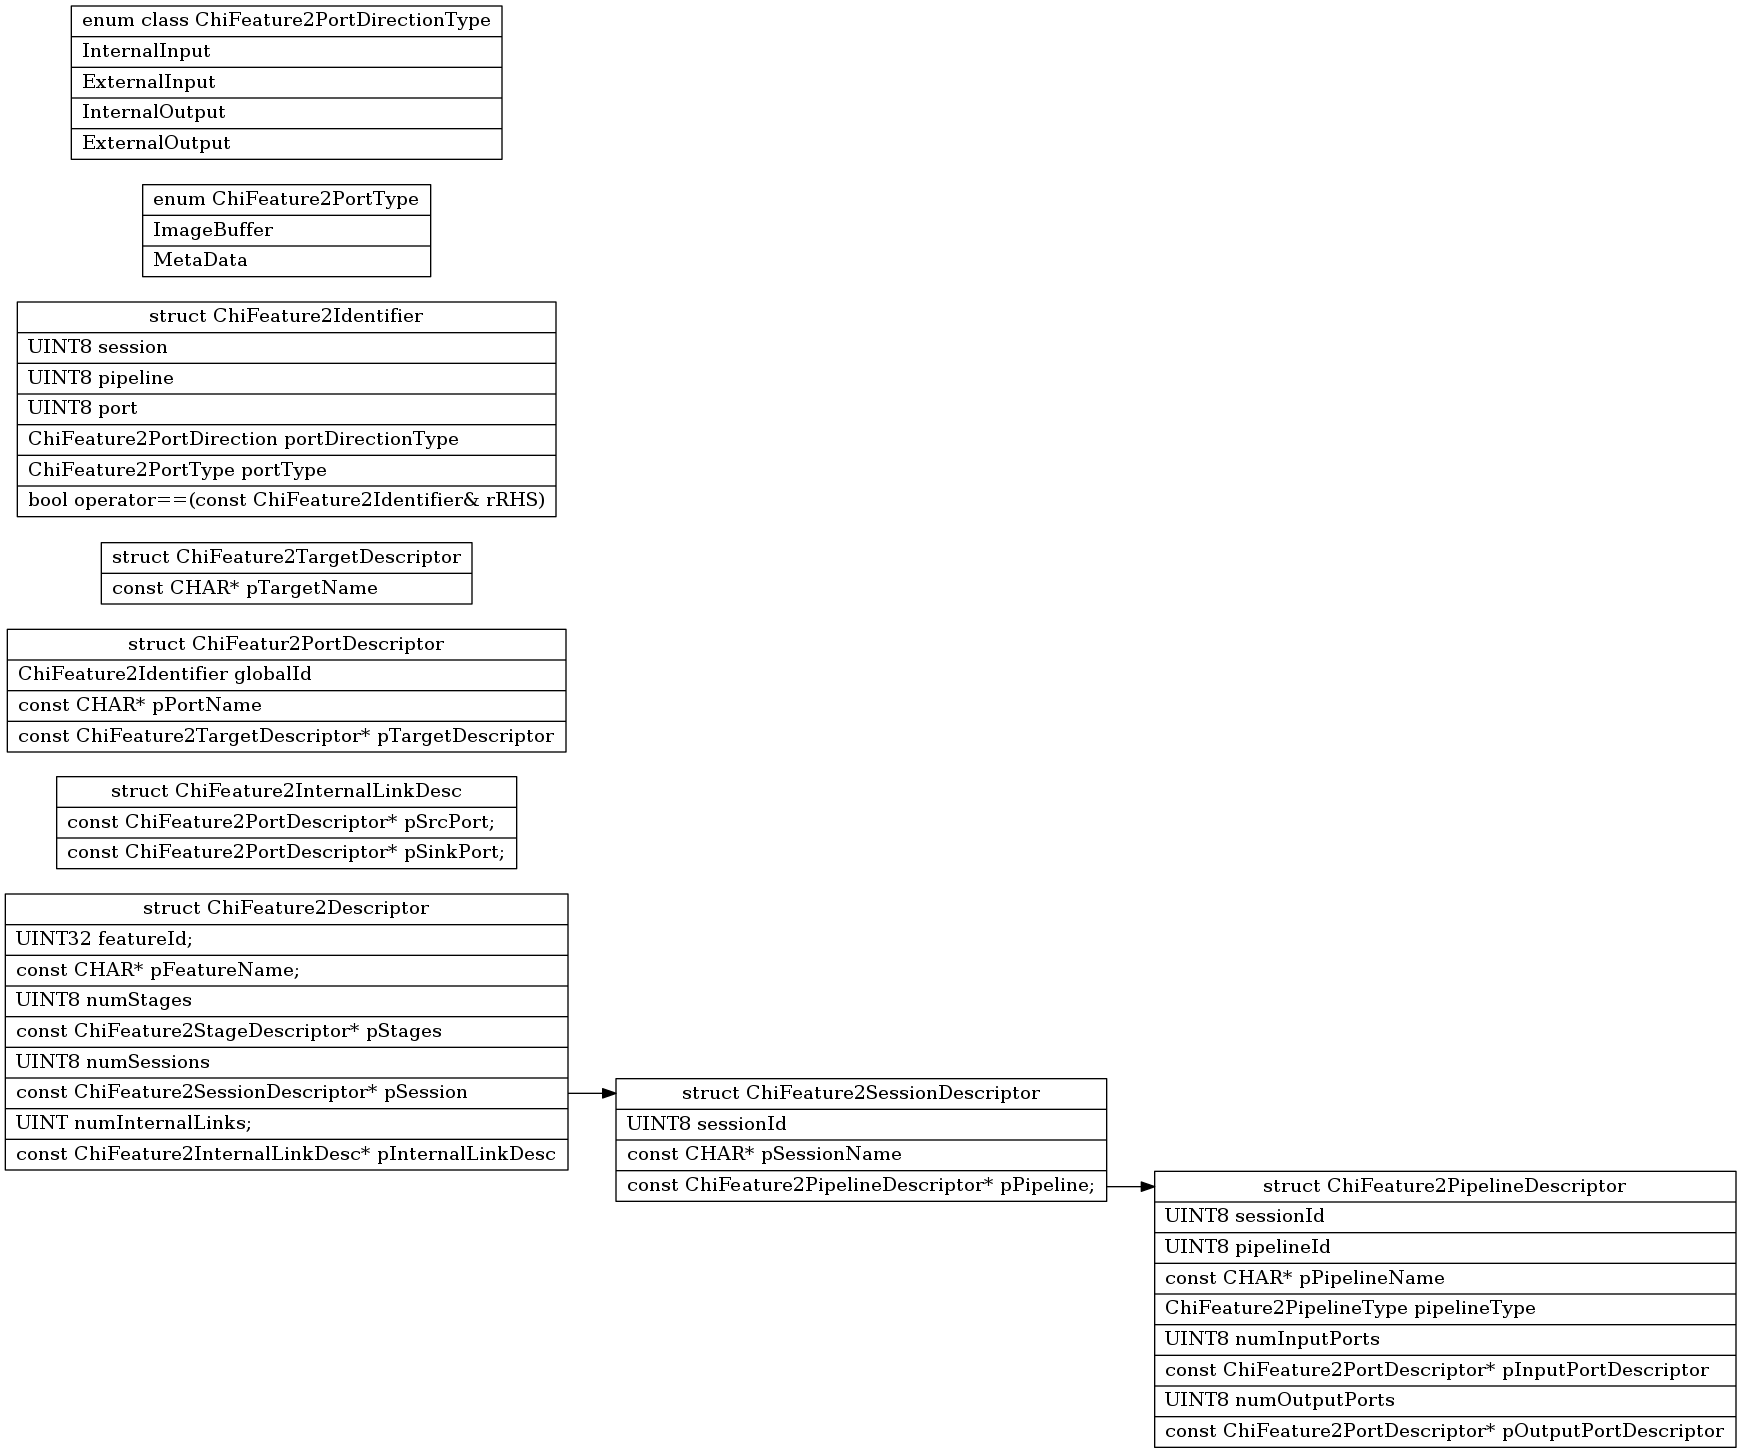 enum class ChiFeature2PortDirectionType
InternalInput
ExternalInput
InternalOutput
ExternalOutput
enum ChiFeature2PortType
ImageBuffer
MetaData
struct ChiFeature2Identifier
UINT8 session
UINT8 pipeline
UINT8 port
ChiFeature2PortDirection portDirectionType
ChiFeature2PortType portType
bool operator==(const ChiFeature2Identifier& rRHS)
struct ChiFeature2TargetDescriptor
const CHAR* pTargetName
struct ChiFeatur2PortDescriptor
ChiFeature2Identifier globalId
const CHAR* pPortName
const ChiFeature2TargetDescriptor* pTargetDescriptor
struct ChiFeature2InternalLinkDesc
const ChiFeature2PortDescriptor* pSrcPort;
const ChiFeature2PortDescriptor* pSinkPort;
struct ChiFeature2Descriptor
UINT32 featureId;
const CHAR* pFeatureName;
UINT8 numStages
const ChiFeature2StageDescriptor* pStages
UINT8 numSessions
const ChiFeature2SessionDescriptor* pSession
UINT numInternalLinks;
const ChiFeature2InternalLinkDesc* pInternalLinkDesc
struct ChiFeature2SessionDescriptor
UINT8 sessionId
const CHAR* pSessionName
const ChiFeature2PipelineDescriptor* pPipeline;
struct ChiFeature2PipelineDescriptor
UINT8 sessionId
UINT8 pipelineId
const CHAR* pPipelineName
ChiFeature2PipelineType pipelineType
UINT8 numInputPorts
const ChiFeature2PortDescriptor* pInputPortDescriptor
UINT8 numOutputPorts
const ChiFeature2PortDescriptor* pOutputPortDescriptor